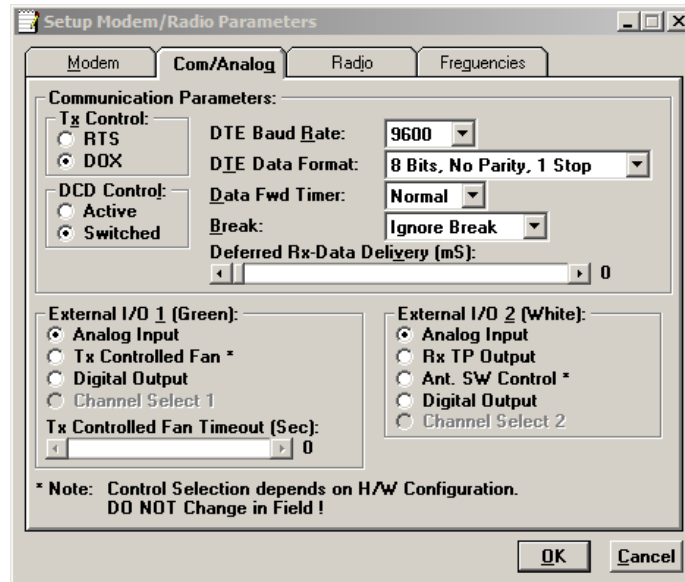 Setup Modem/Radio Parameters
Modem
Com/Analog
Radio
Freguencies
Communication Parameters:
Tx Control:
RTS
DOX
DCD Control:
Active
Switched
DTE Baud Rate:
9600
DTE Data Format:
8 Bits, No Parity, 1 Stop
Data Fwd Timer:
Normal
Break:
Ignore Break
Deferred Rx-Data Delivery (mS):
0
External I/O 1 (Green):
Analog Input
Tx Controlled Fan *
Digital Output
Channel Select 1
Tx Controlled Fan Timeout (Sec):
0
External I/O 2 (White):
Analog Input
Rx TP Output
Ant. SW Control *
Digital Output
Channel Select 2
* Note: Control Selection depends on H/W Configuration.
DO NOT Change in Field !
OK
Cancel